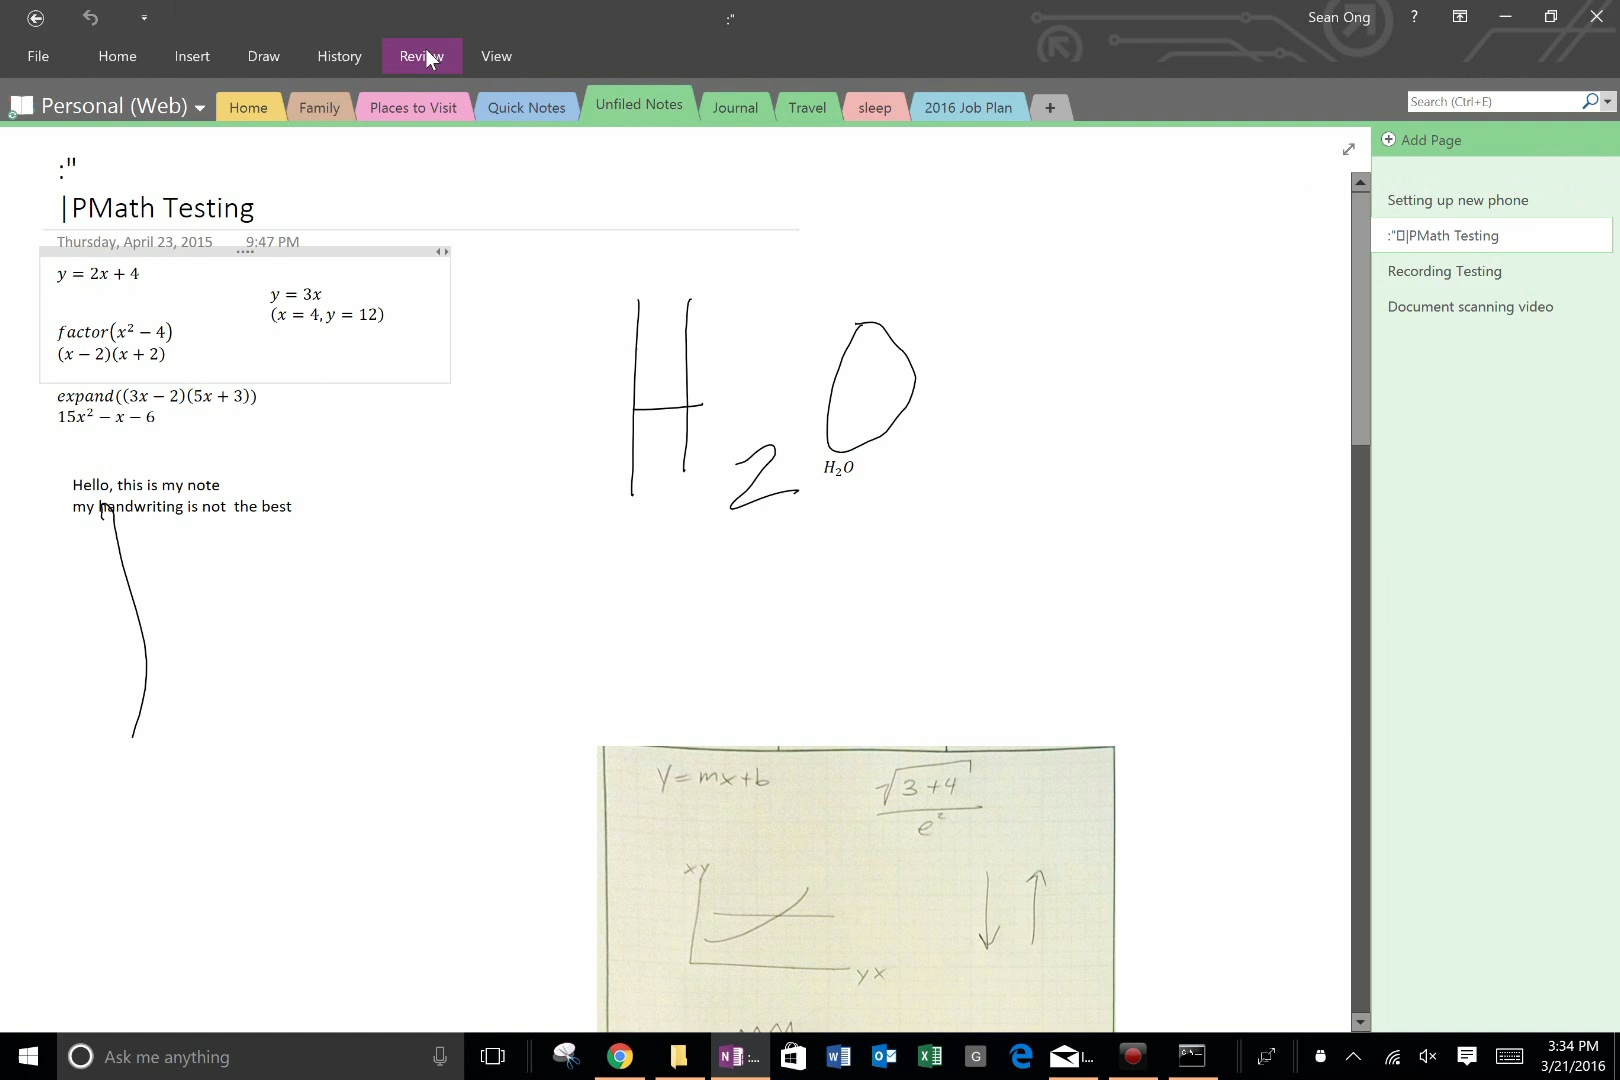 :"
Sean Ong
?
File Home Insert Draw History Review View
Personal (Web) Home Family Places to Visit Quick Notes Unfiled Notes Journal Travel sleep 2016 Job Plan +
Search (Ctrl+E)
Add Page
Setting up new phone
:"▯|PMath Testing
Recording Testing
Document scanning video
:"
|PMath Testing
Thursday, April 23, 2015 9:47 PM
y = 2x + 4
y = 3x
(x = 4, y = 12)
factor(x² − 4)
(x − 2)(x + 2)
expand((3x − 2)(5x + 3))
15x² − x − 6
H₂O
H₂O
Hello, this is my note
my handwriting is not the best
Y = mx+b
√3+4
e²
xy
yx
Ask me anything
N :...
W
O
X
G
e
I...
3:34 PM
3/21/2016